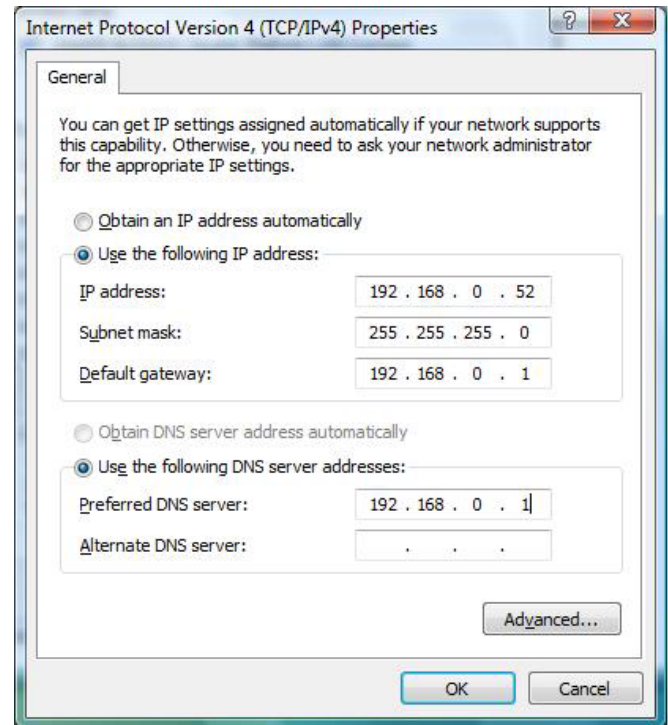 Internet Protocol Version 4 (TCP/IPv4) Properties
?
X
General
You can get IP settings assigned automatically if your network supports
this capability. Otherwise, you need to ask your network administrator
for the appropriate IP settings.
Obtain an IP address automatically
Use the following IP address:
IP address: 192 . 168 . 0 . 52
Subnet mask: 255 . 255 . 255 . 0
Default gateway: 192 . 168 . 0 . 1
Obtain DNS server address automatically
Use the following DNS server addresses:
Preferred DNS server: 192 . 168 . 0 . 1
Alternate DNS server: . . .
Advanced...
OK Cancel